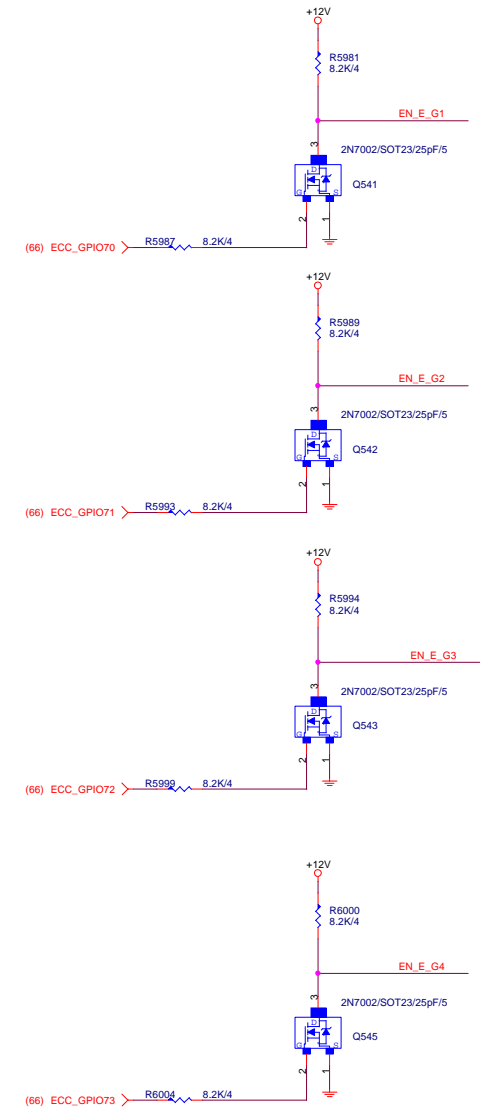 +12V
R5981
8.2K/4
EN_E_G1
3
2N7002/SOT23/25pF/5
D
G S
Q541
2 1
(66) ECC_GPIO70 R5987 8.2K/4
+12V
R5989
8.2K/4
EN_E_G2
3
2N7002/SOT23/25pF/5
D
G S
Q542
2 1
(66) ECC_GPIO71 R5993 8.2K/4
+12V
R5994
8.2K/4
EN_E_G3
3
2N7002/SOT23/25pF/5
D
G S
Q543
2 1
(66) ECC_GPIO72 R5999 8.2K/4
+12V
R6000
8.2K/4
EN_E_G4
3
2N7002/SOT23/25pF/5
D
G S
Q545
2 1
(66) ECC_GPIO73 R6004 8.2K/4